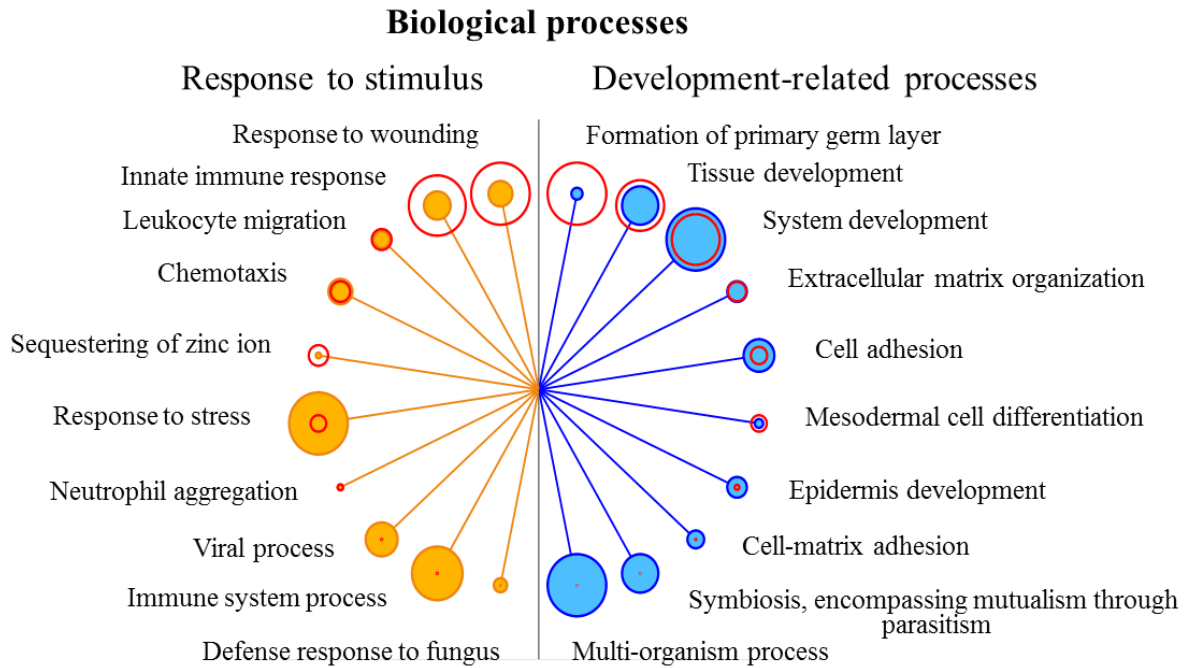 Biological processes
Response to stimulus
Development-related processes
Response to wounding
Innate immune response
Leukocyte migration
Chemotaxis
Sequestering of zinc ion
Response to stress
Neutrophil aggregation
Viral process
Immune system process
Defense response to fungus
Formation of primary germ layer
Tissue development
System development
Extracellular matrix organization
Cell adhesion
Mesodermal cell differentiation
Epidermis development
Cell-matrix adhesion
Symbiosis, encompassing mutualism through
parasitism
Multi-organism process